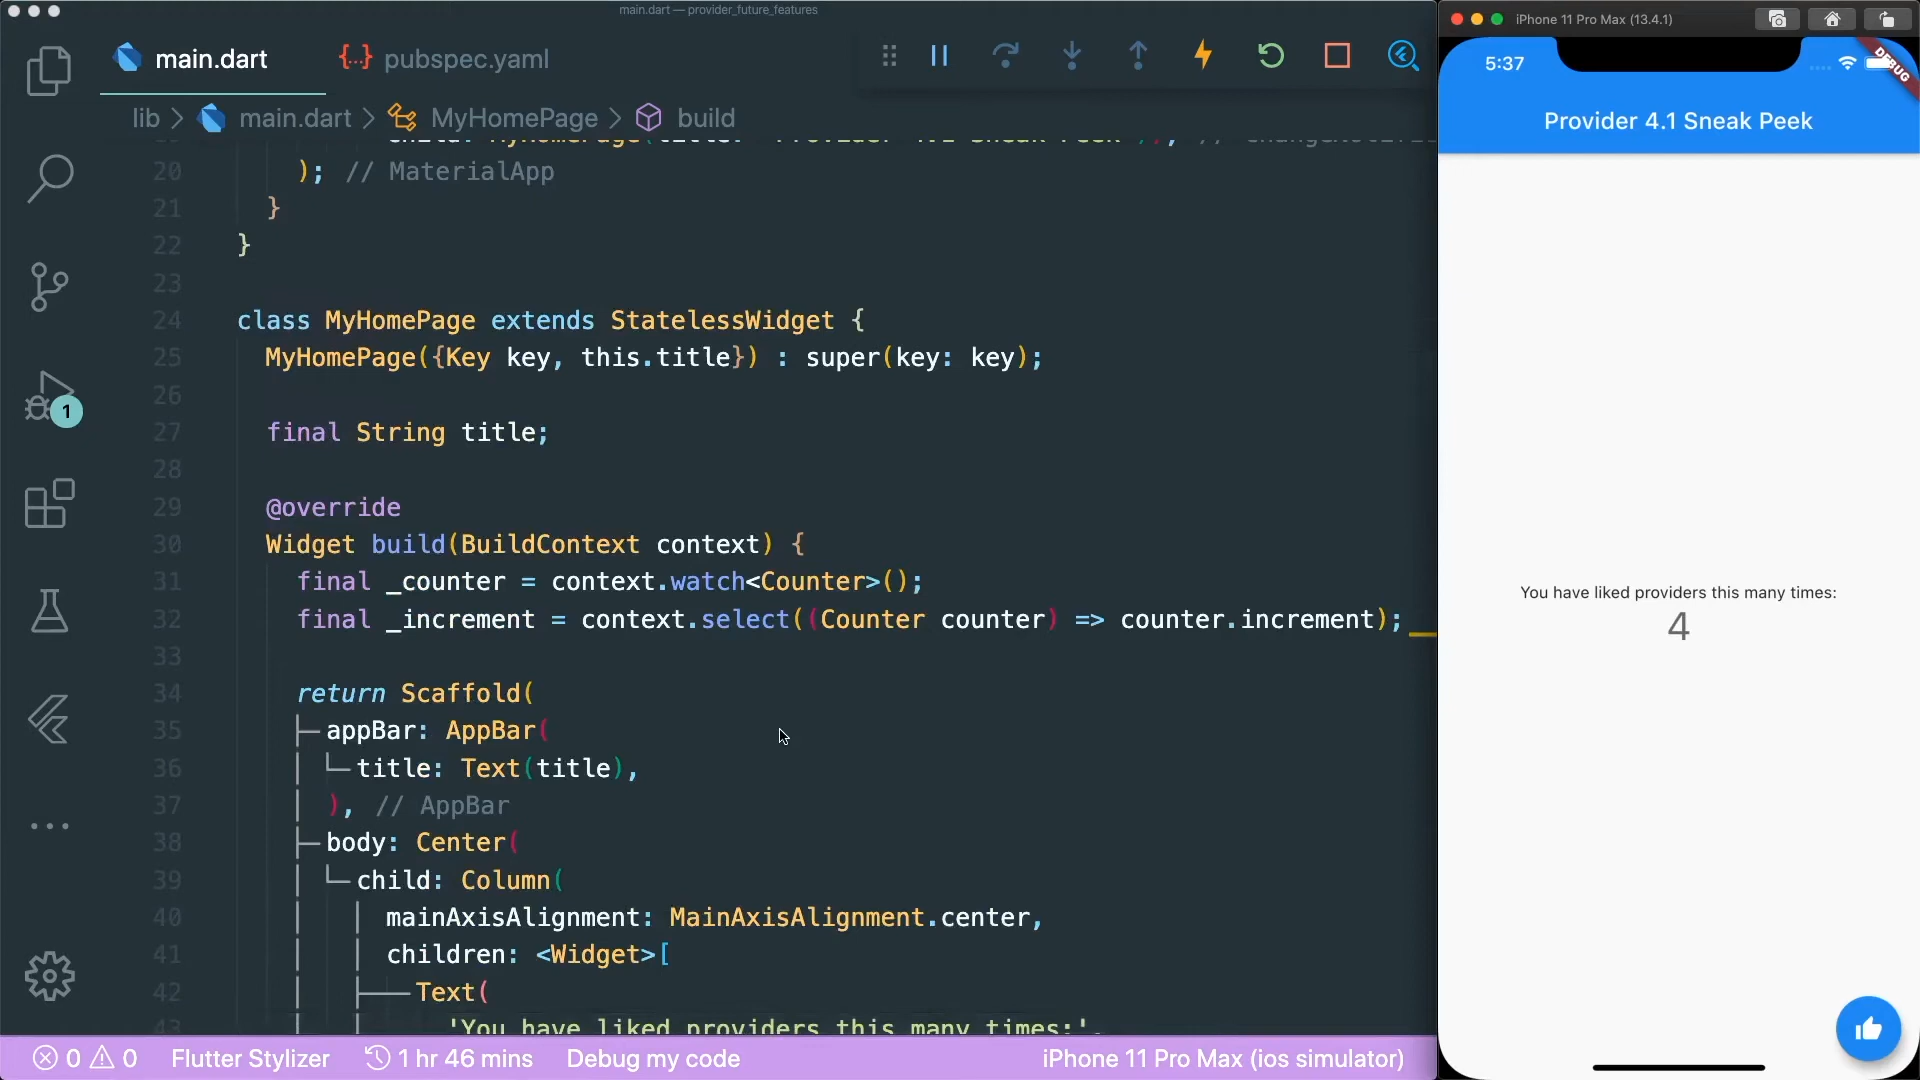 main.dart — provider_future_features
main.dart
{...} pubspec.yaml
lib > main.dart > MyHomePage > build
20 ); // MaterialApp
21 }
22 }
23
24 class MyHomePage extends StatelessWidget {
25 MyHomePage({Key key, this.title}) : super(key: key);
26
27 final String title;
28
29 @override
30 Widget build(BuildContext context) {
31 final _counter = context.watch<Counter>();
32 final _increment = context.select((Counter counter) => counter.increment);
33
34 return Scaffold(
35 appBar: AppBar(
36 title: Text(title),
37 ), // AppBar
38 body: Center(
39 child: Column(
40 mainAxisAlignment: MainAxisAlignment.center,
41 children: <Widget>[
42 Text(
43 'You have liked providers this many times:',
1
0 0 Flutter Stylizer 1 hr 46 mins Debug my code iPhone 11 Pro Max (ios simulator)
iPhone 11 Pro Max (13.4.1)
5:37
DEBUG
Provider 4.1 Sneak Peek
You have liked providers this many times:
4